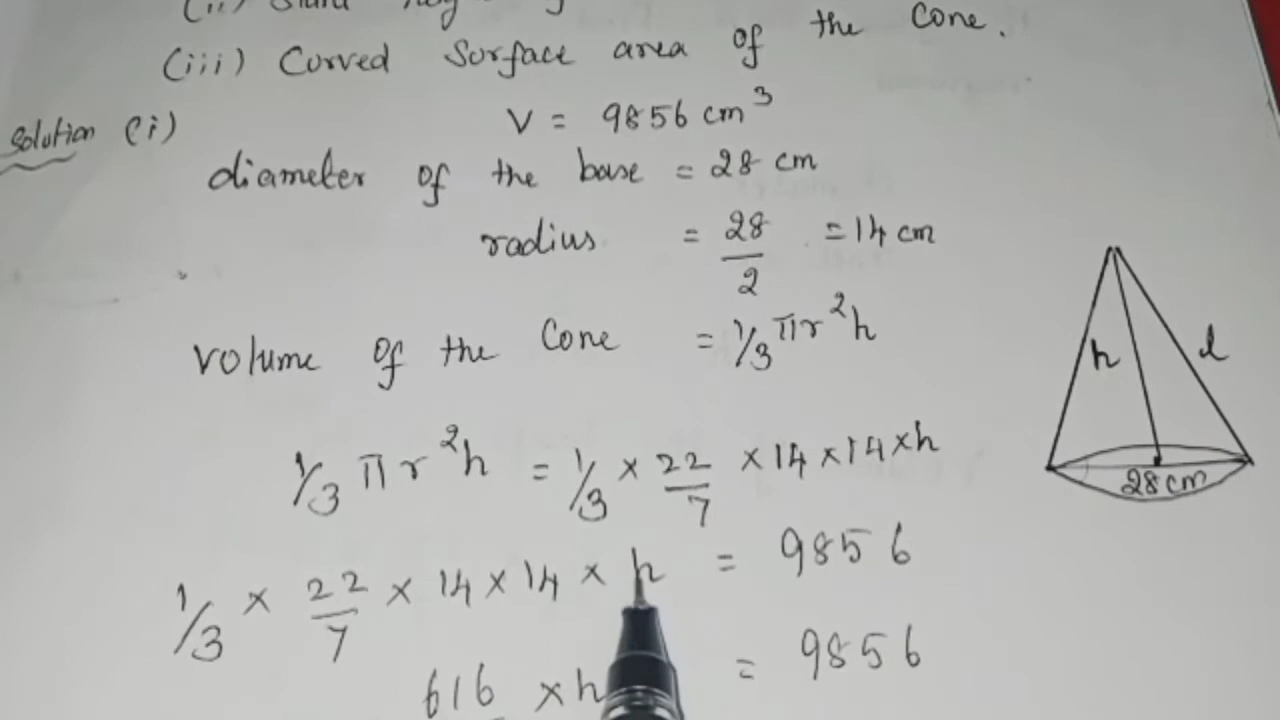 (ii) Slant
(iii) Curved Surface area of the Cone.
Solution (i) V = 9856 cm³
diameter of the base = 28 cm
radius = 28/2 = 14 cm
volume of the Cone = 1/3 πr²h
1/3 πr²h = 1/3 × 22/7 × 14 × 14 × h
1/3 × 22/7 × 14 × 14 × h = 9856
616 × h = 9856
h
l
28 cm